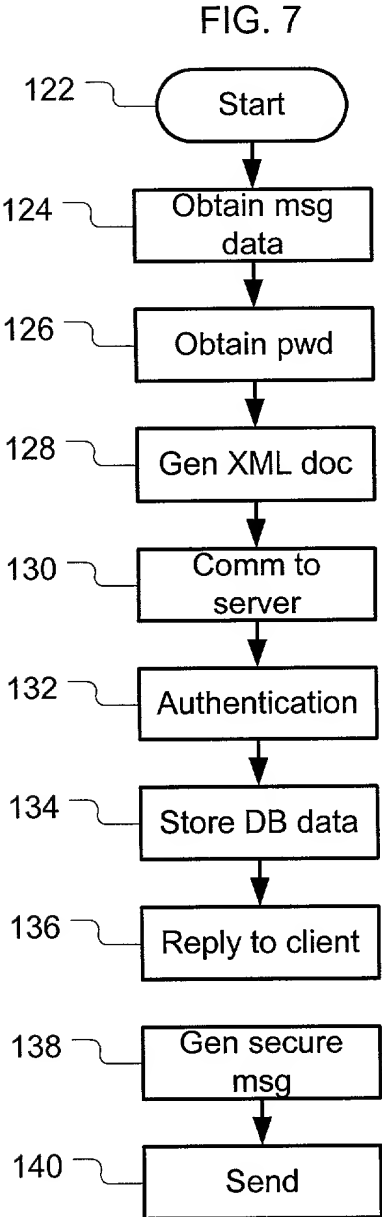 FIG. 7
122
Start
124
Obtain msg
data
126
Obtain pwd
128
Gen XML doc
130
Comm to
server
132
Authentication
134
Store DB data
136
Reply to client
138
Gen secure
msg
140
Send